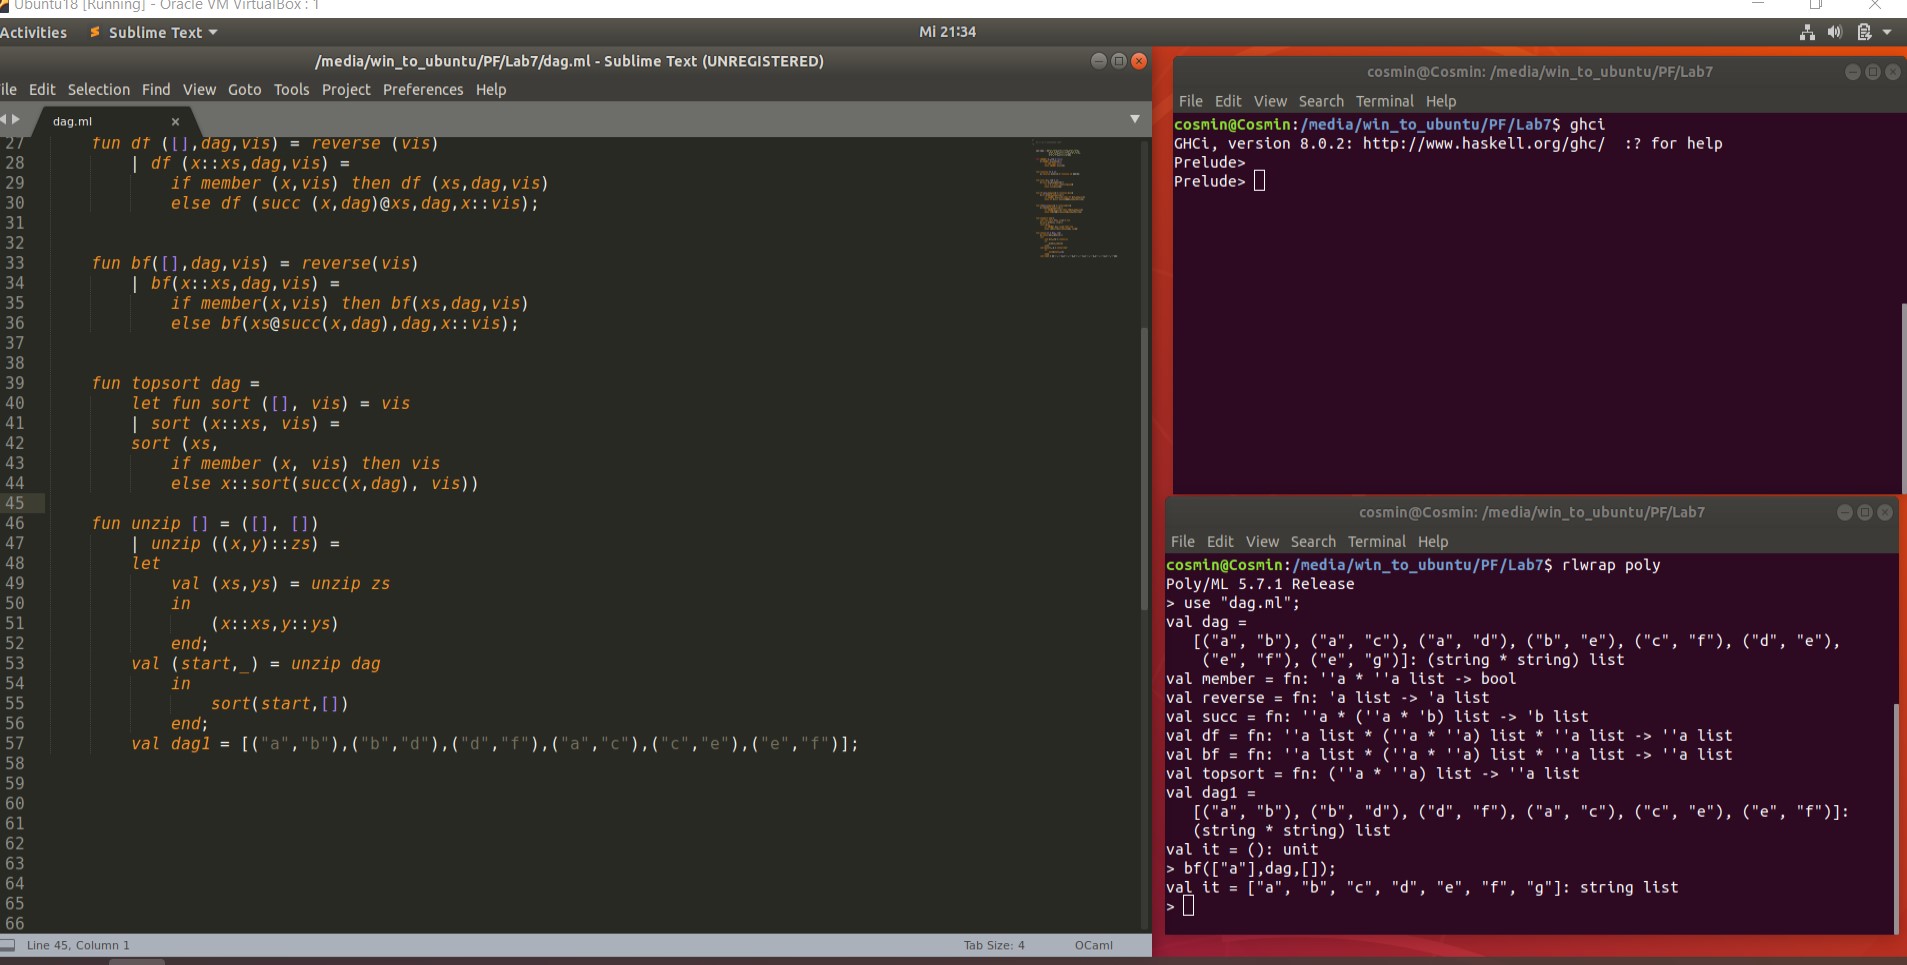 Ubuntu18 [Running] - Oracle VM VirtualBox : 1
Activities
Sublime Text
Mi 21:34
/media/win_to_ubuntu/PF/Lab7/dag.ml - Sublime Text (UNREGISTERED)
ile Edit Selection Find View Goto Tools Project Preferences Help
dag.ml ×
27 fun df ([],dag,vis) = reverse (vis)
28 | df (x::xs,dag,vis) =
29 if member (x,vis) then df (xs,dag,vis)
30 else df (succ (x,dag)@xs,dag,x::vis);
31
32
33 fun bf([],dag,vis) = reverse(vis)
34 | bf(x::xs,dag,vis) =
35 if member(x,vis) then bf(xs,dag,vis)
36 else bf(xs@succ(x,dag),dag,x::vis);
37
38
39 fun topsort dag =
40 let fun sort ([], vis) = vis
41 | sort (x::xs, vis) =
42 sort (xs,
43 if member (x, vis) then vis
44 else x::sort(succ(x,dag), vis))
45
46 fun unzip [] = ([], [])
47 | unzip ((x,y)::zs) =
48 let
49 val (xs,ys) = unzip zs
50 in
51 (x::xs,y::ys)
52 end;
53 val (start,_) = unzip dag
54 in
55 sort(start,[])
56 end;
57 val dag1 = [("a","b"),("b","d"),("d","f"),("a","c"),("c","e"),("e","f")];
58
59
60
61
62
63
64
65
66
Line 45, Column 1
Tab Size: 4
OCaml
cosmin@Cosmin: /media/win_to_ubuntu/PF/Lab7
File Edit View Search Terminal Help
cosmin@Cosmin:/media/win_to_ubuntu/PF/Lab7$ ghci
GHCi, version 8.0.2: http://www.haskell.org/ghc/  :? for help
Prelude>
Prelude>
cosmin@Cosmin: /media/win_to_ubuntu/PF/Lab7
File Edit View Search Terminal Help
cosmin@Cosmin:/media/win_to_ubuntu/PF/Lab7$ rlwrap poly
Poly/ML 5.7.1 Release
> use "dag.ml";
val dag =
[("a", "b"), ("a", "c"), ("a", "d"), ("b", "e"), ("c", "f"), ("d", "e"),
("e", "f"), ("e", "g")]: (string * string) list
val member = fn: ''a * ''a list -> bool
val reverse = fn: 'a list -> 'a list
val succ = fn: ''a * (''a * 'b) list -> 'b list
val df = fn: ''a list * (''a * ''a) list * ''a list -> ''a list
val bf = fn: ''a list * (''a * ''a) list * ''a list -> ''a list
val topsort = fn: (''a * ''a) list -> ''a list
val dag1 =
[("a", "b"), ("b", "d"), ("d", "f"), ("a", "c"), ("c", "e"), ("e", "f")]:
(string * string) list
val it = (): unit
> bf(["a"],dag,[]);
val it = ["a", "b", "c", "d", "e", "f", "g"]: string list
>